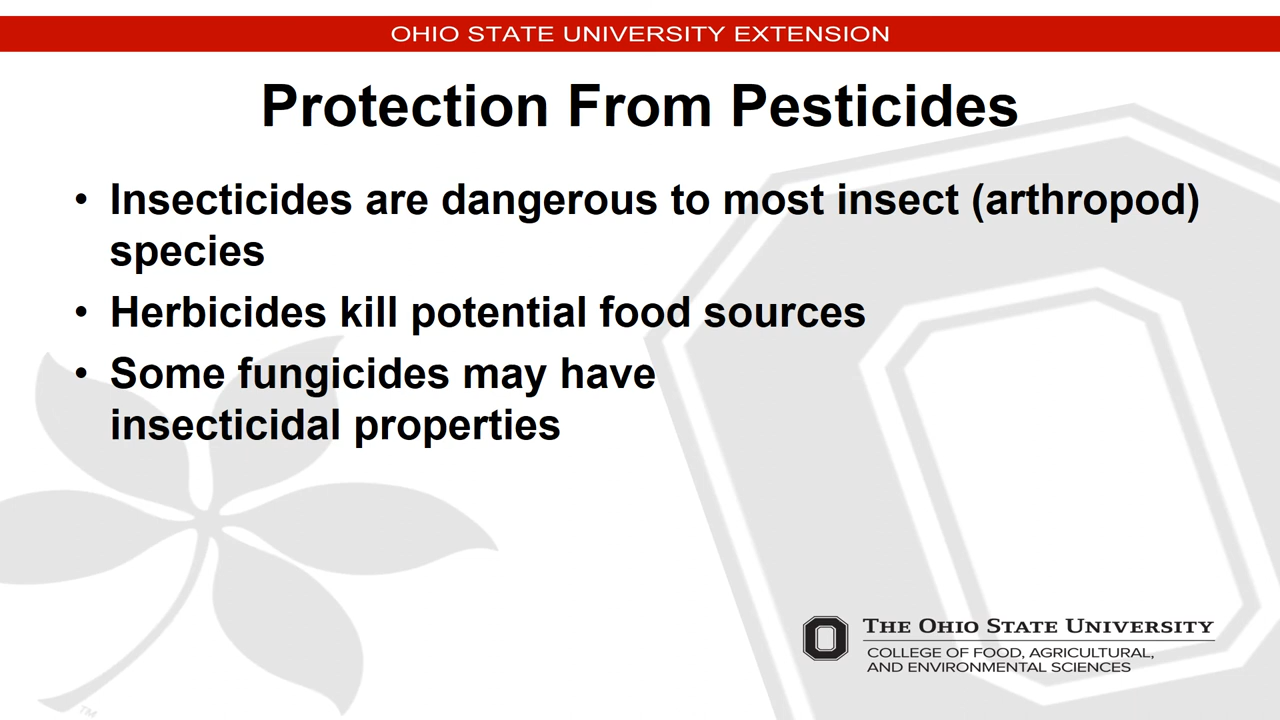 OHIO STATE UNIVERSITY EXTENSION
Protection From Pesticides
• Insecticides are dangerous to most insect (arthropod)
species
• Herbicides kill potential food sources
• Some fungicides may have
insecticidal properties
THE OHIO STATE UNIVERSITY
COLLEGE OF FOOD, AGRICULTURAL,
AND ENVIRONMENTAL SCIENCES
TM